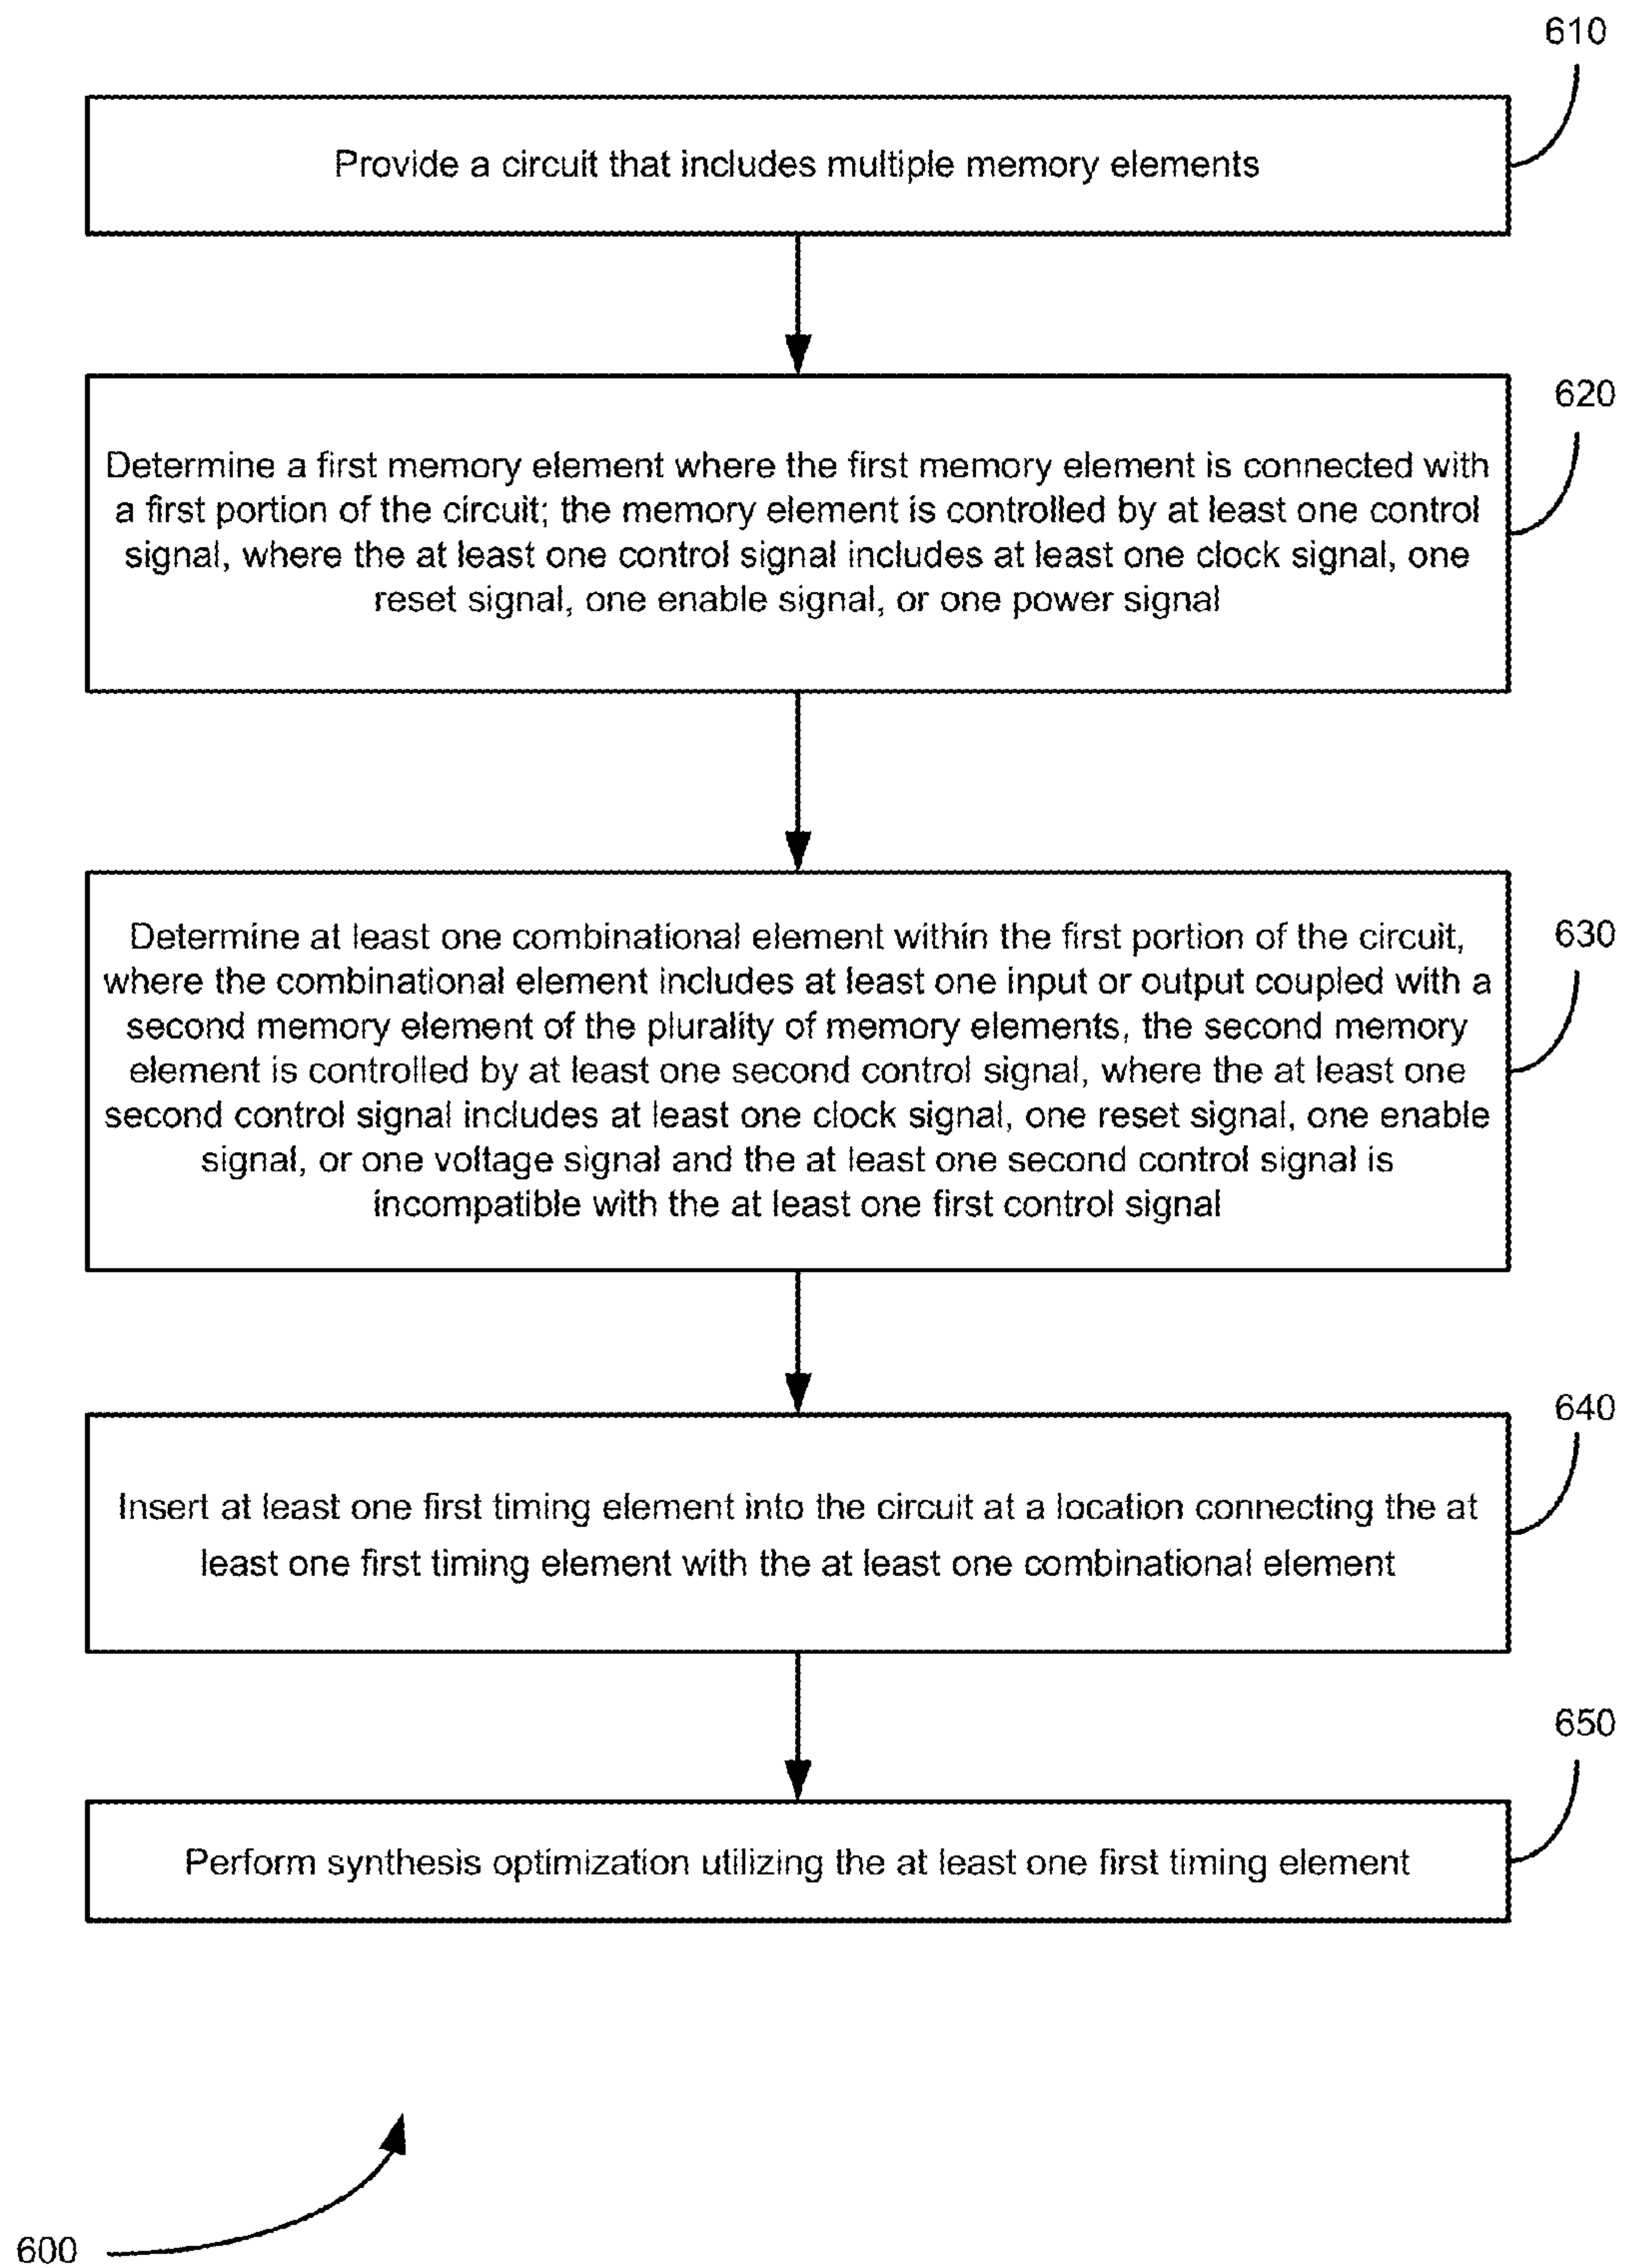 610
Provide a circuit that includes multiple memory elements
620
Determine a first memory element where the first memory element is connected with
a first portion of the circuit; the memory element is controlled by at least one control
signal, where the at least one control signal includes at least one clock signal, one
reset signal, one enable signal, or one power signal
630
Determine at least one combinational element within the first portion of the circuit,
where the combinational element includes at least one input or output coupled with a
second memory element of the plurality of memory elements, the second memory
element is controlled by at least one second control signal, where the at least one
second control signal includes at least one clock signal, one reset signal, one enable
signal, or one voltage signal and the at least one second control signal is
incompatible with the at least one first control signal
640
Insert at least one first timing element into the circuit at a location connecting the at
least one first timing element with the at least one combinational element
650
Perform synthesis optimization utilizing the at least one first timing element
600